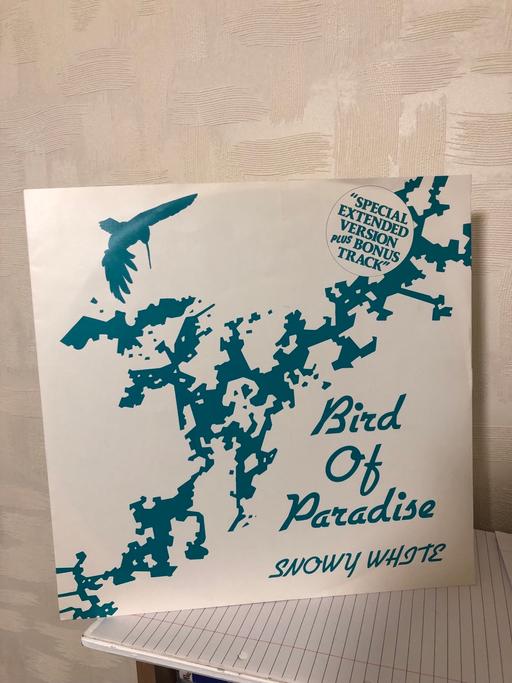 "SPECIAL
EXTENDED
VERSION
PLUS BONUS
TRACK"
Bird
Of
Paradise
SNOWY WHITE